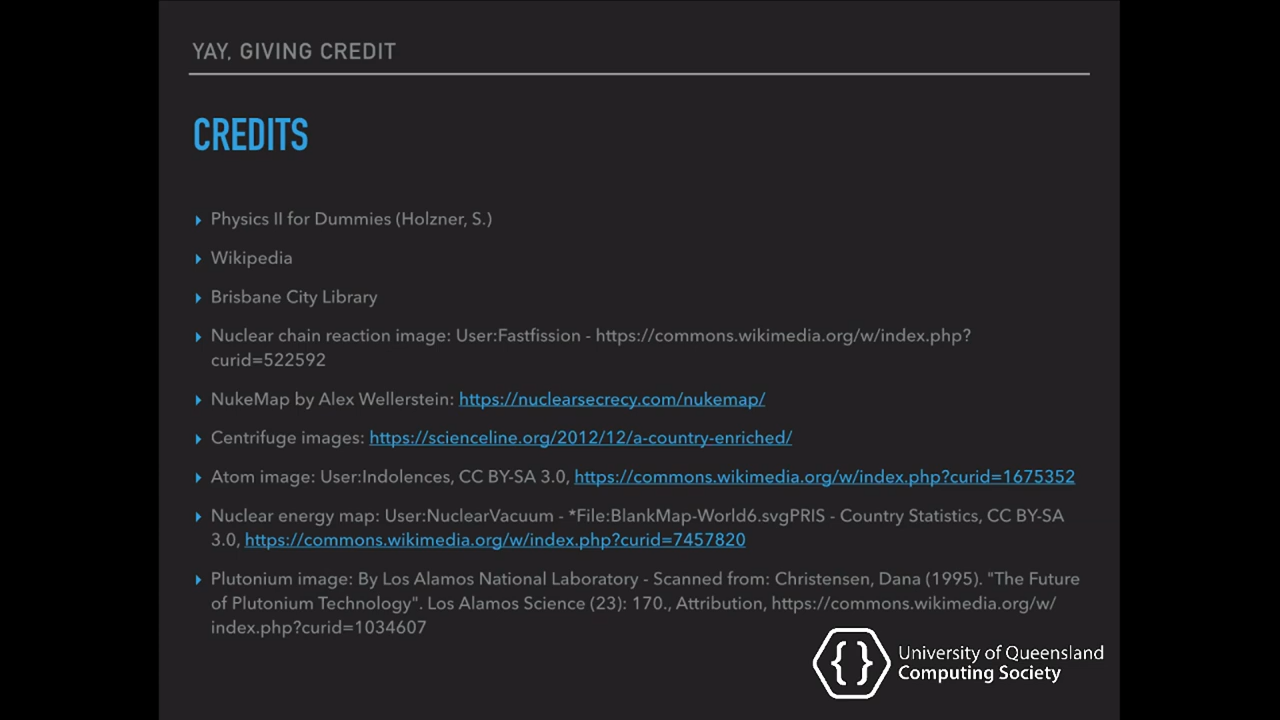 YAY, GIVING CREDIT
CREDITS
Physics II for Dummies (Holzner, S.)
Wikipedia
Brisbane City Library
Nuclear chain reaction image: User:Fastfission - https://commons.wikimedia.org/w/index.php?
curid=522592
NukeMap by Alex Wellerstein: https://nuclearsecrecy.com/nukemap/
Centrifuge images: https://scienceline.org/2012/12/a-country-enriched/
Atom image: User:Indolences, CC BY-SA 3.0, https://commons.wikimedia.org/w/index.php?curid=1675352
Nuclear energy map: User:NuclearVacuum - *File:BlankMap-World6.svgPRIS - Country Statistics, CC BY-SA
3.0, https://commons.wikimedia.org/w/index.php?curid=7457820
Plutonium image: By Los Alamos National Laboratory - Scanned from: Christensen, Dana (1995). "The Future
of Plutonium Technology". Los Alamos Science (23): 170., Attribution, https://commons.wikimedia.org/w/
index.php?curid=1034607
{} University of Queensland
Computing Society